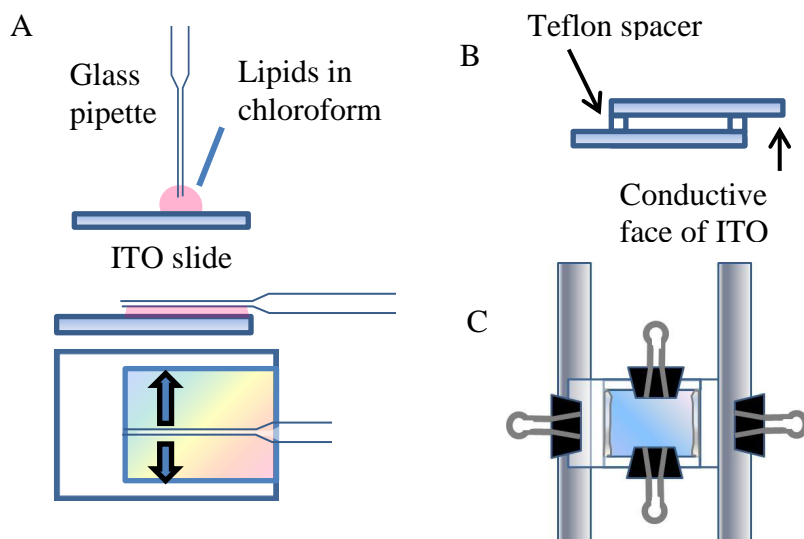 A
Glass
pipette
Lipids in
chloroform
ITO slide
B
Teflon spacer
Conductive
face of ITO
C